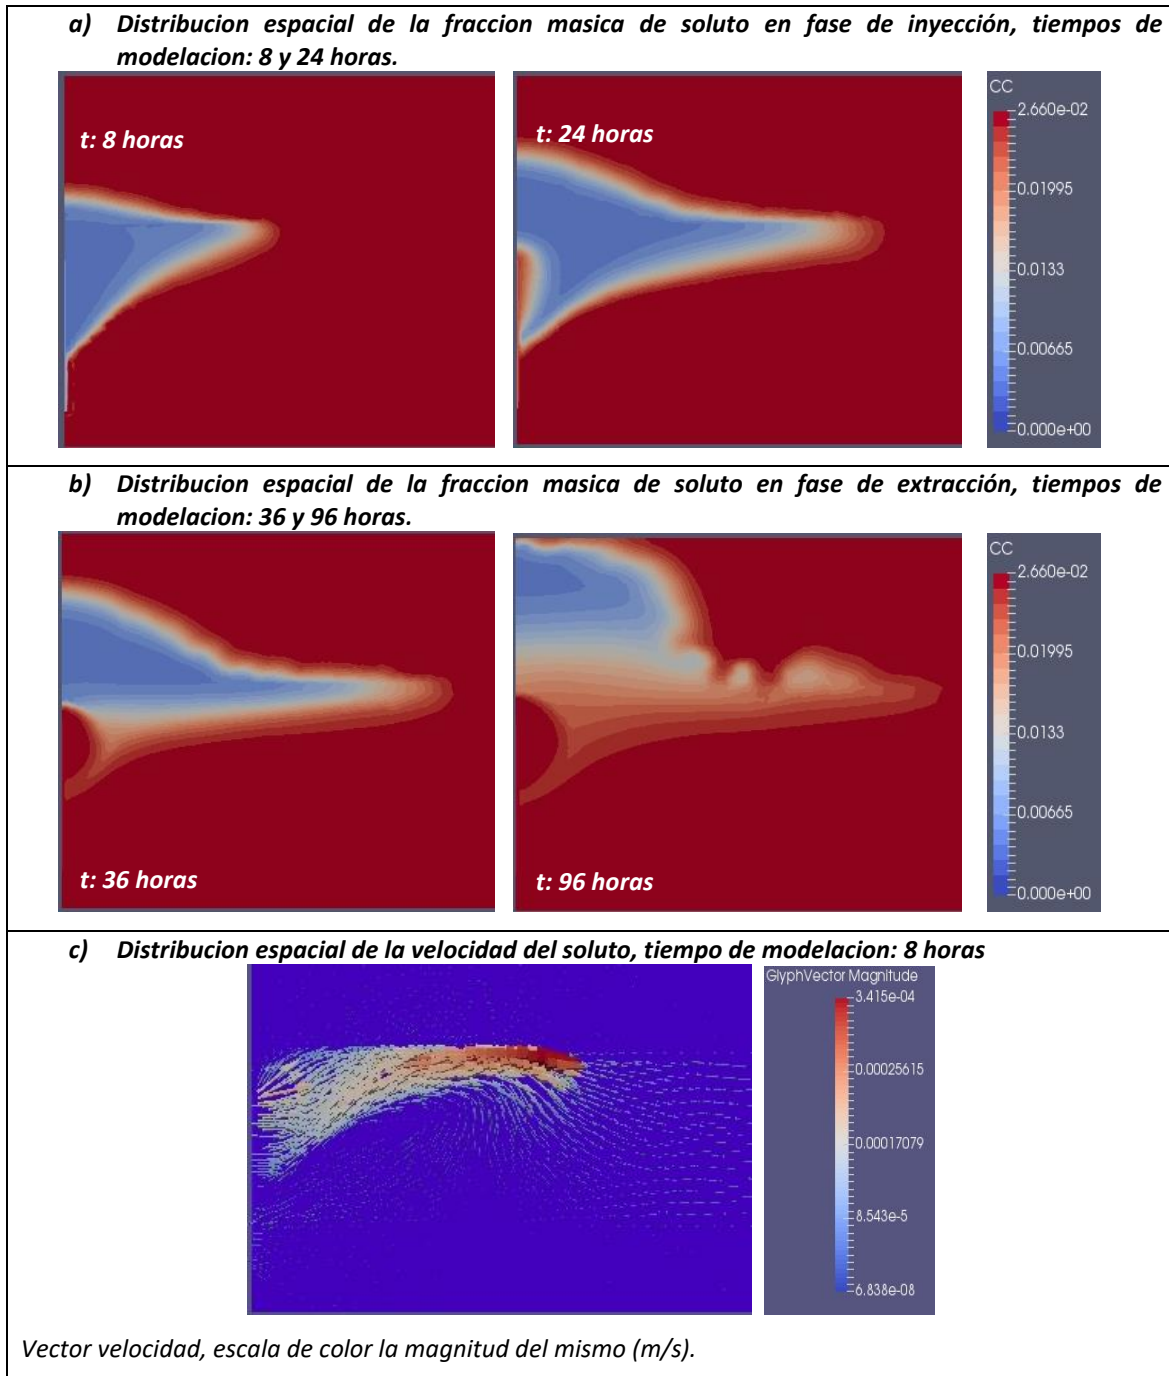 a) Distribucion espacial de la fraccion masica de soluto en fase de inyección, tiempos de
modelacion: 8 y 24 horas.
t: 8 horas
t: 24 horas
CC
2.660e-02
0.01995
0.0133
0.00665
0.000e+00
b) Distribucion espacial de la fraccion masica de soluto en fase de extracción, tiempos de
modelacion: 36 y 96 horas.
t: 36 horas
t: 96 horas
CC
2.660e-02
0.01995
0.0133
0.00665
0.000e+00
c) Distribucion espacial de la velocidad del soluto, tiempo de modelacion: 8 horas
GlyphVector Magnitude
3.415e-04
0.00025615
0.00017079
8.543e-5
6.838e-08
Vector velocidad, escala de color la magnitud del mismo (m/s).